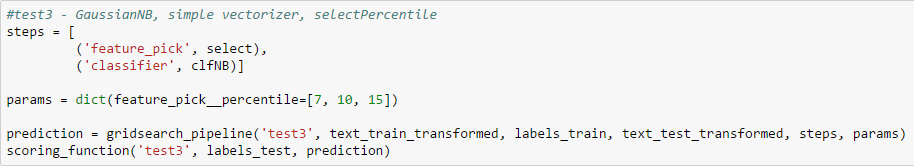 #test3 - GaussianNB, simple vectorizer, selectPercentile
steps = [
('feature_pick', select),
('classifier', clfNB)]
params = dict(feature_pick__percentile=[7, 10, 15])
prediction = gridsearch_pipeline('test3', text_train_transformed, labels_train, text_test_transformed, steps, params)
scoring_function('test3', labels_test, prediction)